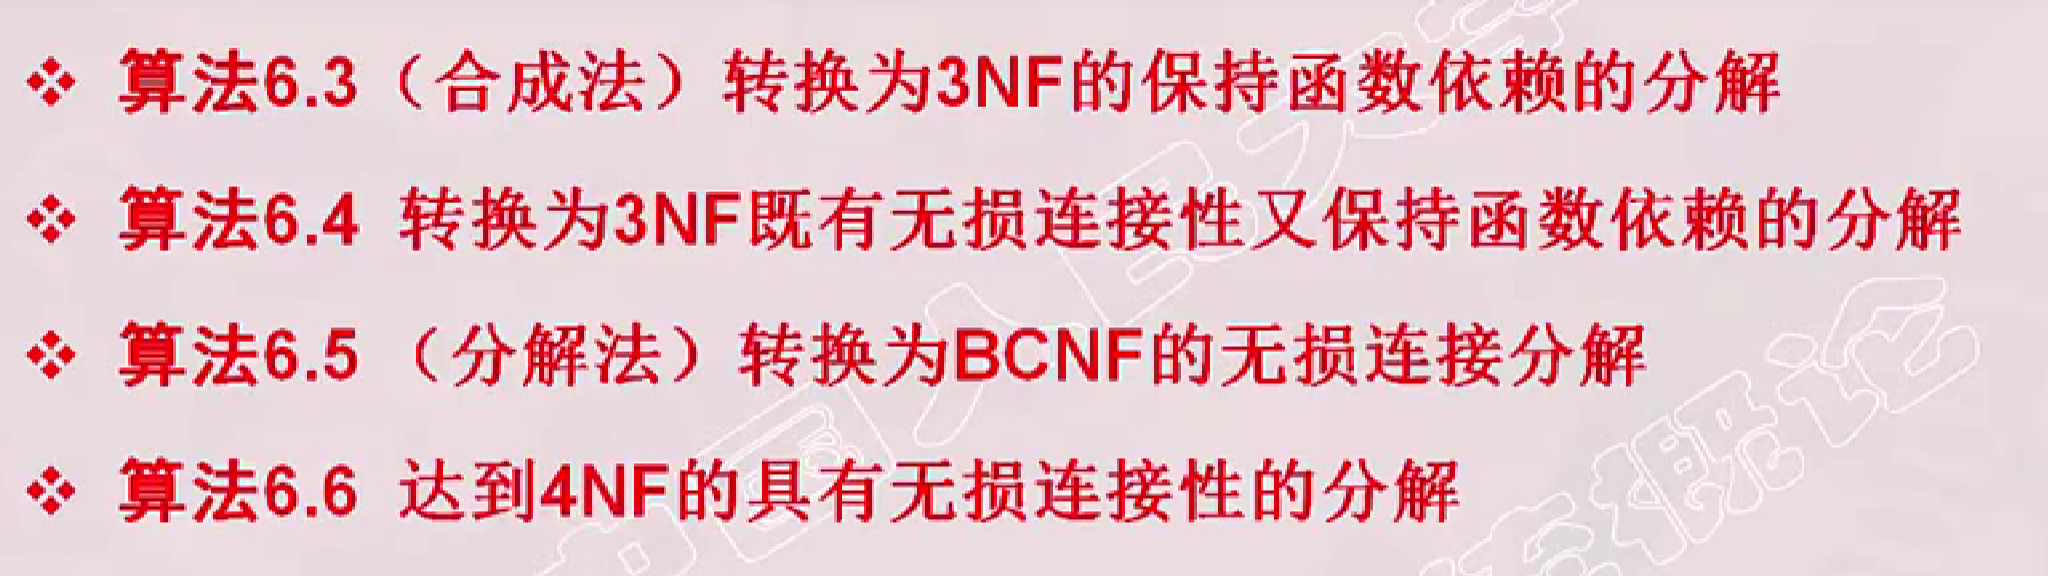 ❖ 算法6.3（合成法）转换为3NF的保持函数依赖的分解
❖ 算法6.4 转换为3NF既有无损连接性又保持函数依赖的分解
❖ 算法6.5 （分解法）转换为BCNF的无损连接分解
❖ 算法6.6 达到4NF的具有无损连接性的分解